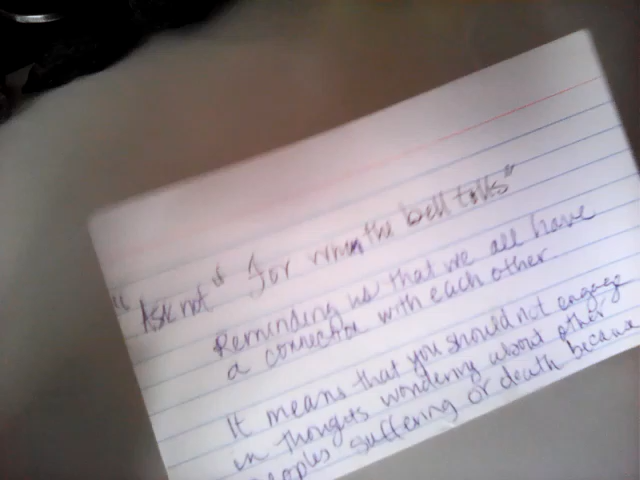 "Ask not" for whom the bell tolls"
Reminding us that we all have
a connection with each other.
It means that you should not engage
in thoughts wondering about other
peoples suffering or death because